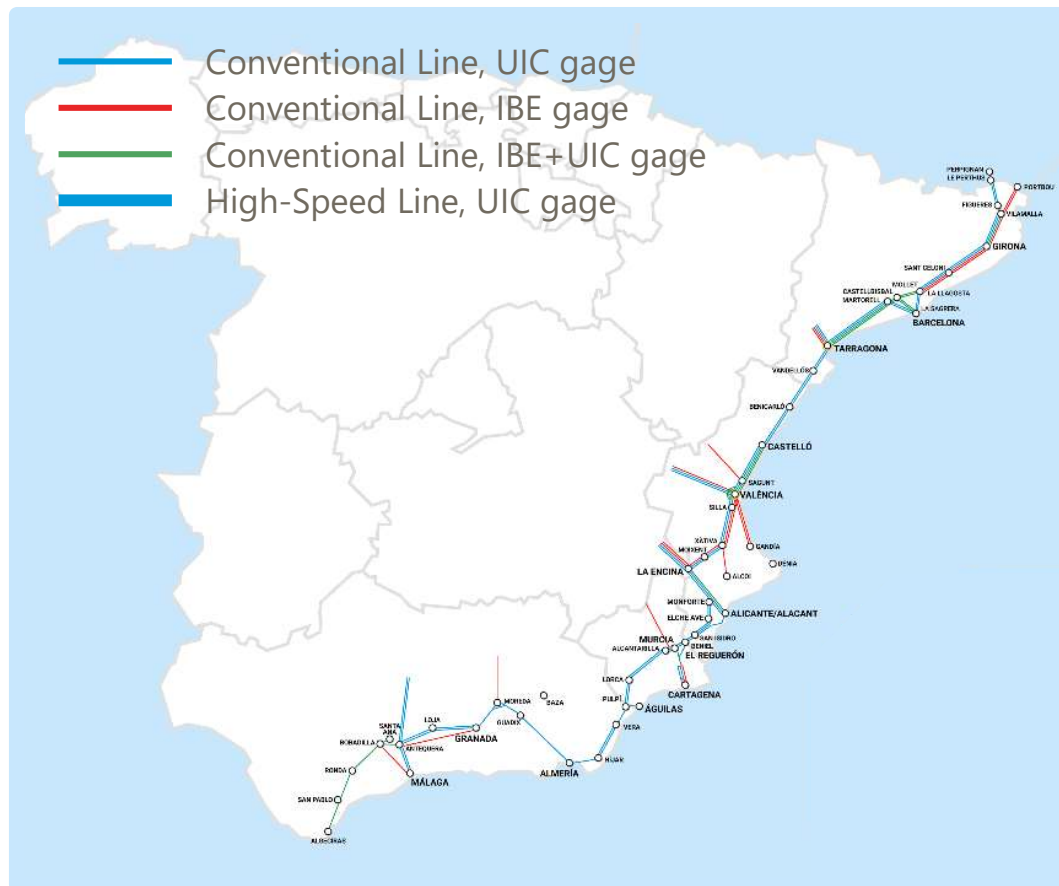 Conventional Line, UIC gage
Conventional Line, IBE gage
Conventional Line, IBE+UIC gage
High-Speed Line, UIC gage
PERPIGNAN
LE PERTHUS
PORTBOU
FIGUERES
VILAMALLA
GIRONA
SANT CELONI
MOLLET
CASTELLBISBAL
LA LLAGOSTA
MARTORELL
LA SAGRERA
BARCELONA
TARRAGONA
VANDELLÓS
BENICARLÓ
CASTELLÓ
SAGUNT
VALÈNCIA
SILLA
XÀTIVA
MOIXENT
GANDÍA
LA ENCINA
DENIA
ALCOI
MONFORTE
ALICANTE/ALACANT
ELCHE AVE
SAN ISIDRO
MURCIA
BENIEL
ALCANTARILLA
EL REGUERÓN
LORCA
CARTAGENA
PULPÍ
ÁGUILAS
BAZA
MOREDA
GUADIX
LOJA
SANTA
ANA
GRANADA
VERA
BOBADILLA
ANTEQUERA
NÍJAR
ALMERÍA
RONDA
MÁLAGA
SAN PABLO
ALGECIRAS